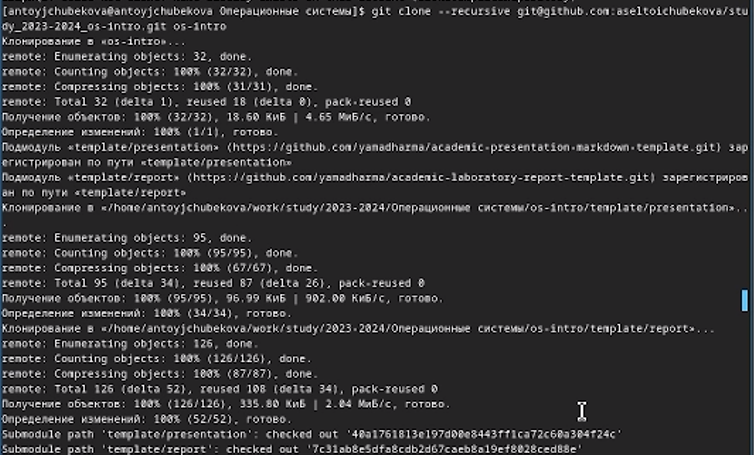 [antoyjchubekova@antoyjchubekova Операционные системы]$ git clone --recursive git@github.com:aseltoichubekova/stu
dy_2023-2024_os-intro.git os-intro
Клонирование в «os-intro»...
remote: Enumerating objects: 32, done.
remote: Counting objects: 100% (32/32), done.
remote: Compressing objects: 100% (31/31), done.
remote: Total 32 (delta 1), reused 18 (delta 0), pack-reused 0
Получение объектов: 100% (32/32), 18.60 КиБ | 4.65 МиБ/с, готово.
Определение изменений: 100% (1/1), готово.
Подмодуль «template/presentation» (https://github.com/yamadharma/academic-presentation-markdown-template.git) зар
егистрирован по пути «template/presentation»
Подмодуль «template/report» (https://github.com/yamadharma/academic-laboratory-report-template.git) зарегистриров
ан по пути «template/report»
Клонирование в «/home/antoyjchubekova/work/study/2023-2024/Операционные системы/os-intro/template/presentation»..
.
remote: Enumerating objects: 95, done.
remote: Counting objects: 100% (95/95), done.
remote: Compressing objects: 100% (67/67), done.
remote: Total 95 (delta 34), reused 87 (delta 26), pack-reused 0
Получение объектов: 100% (95/95), 96.99 КиБ | 902.00 КиБ/с, готово.
Определение изменений: 100% (34/34), готово.
Клонирование в «/home/antoyjchubekova/work/study/2023-2024/Операционные системы/os-intro/template/report»...
remote: Enumerating objects: 126, done.
remote: Counting objects: 100% (126/126), done.
remote: Compressing objects: 100% (87/87), done.
remote: Total 126 (delta 52), reused 108 (delta 34), pack-reused 0
Получение объектов: 100% (126/126), 335.80 КиБ | 2.04 МиБ/с, готово.
Определение изменений: 100% (52/52), готово.
Submodule path 'template/presentation': checked out '40a1761813e197d00e8443ff1ca72c60a304f24c'
Submodule path 'template/report': checked out '7c31ab8e5dfa8cdb2d67caeb8a19ef8028ced88e'